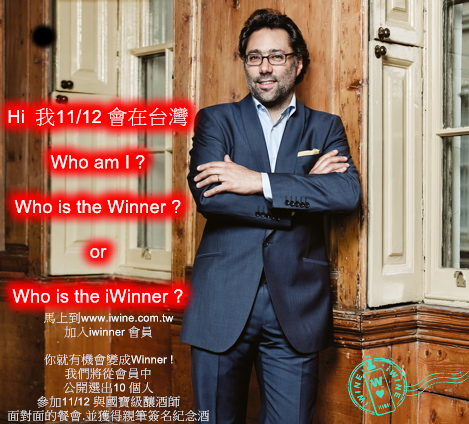 Hi 我11/12 會在台灣
Who am I ?
Who is the Winner ?
or
Who is the iWinner ?
馬上到www.iwine.com.tw
加入iwinner 會員
你就有機會變成Winner !
我們將從會員中
公開選出10 個人
參加11/12 與國寶級釀酒師
面對面的餐會,並獲得親筆簽名紀念酒
WINE
iWINE
W